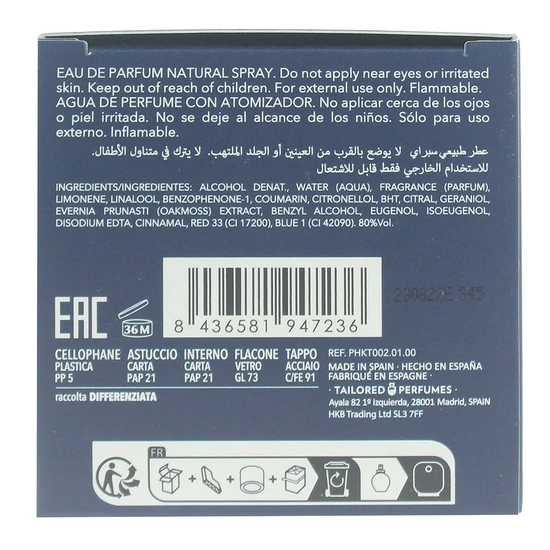 EAU DE PARFUM NATURAL SPRAY. Do not apply near eyes or irritated
skin. Keep out of reach of children. For external use only. Flammable.
AGUA DE PERFUME CON ATOMIZADOR. No aplicar cerca de los ojos
o piel irritada. No se deje al alcance de los niños. Sólo para uso
externo. Inflamable.
عطر طبيعي سبراي لا يوضع بالقرب من العينين أو الجلد الملتهب. لا يترك في متناول الأطفال.
للاستخدام الخارجي فقط قابل للاشتعال
INGREDIENTS/INGREDIENTES: ALCOHOL DENAT., WATER (AQUA), FRAGRANCE (PARFUM),
LIMONENE, LINALOOL, BENZOPHENONE-1, COUMARIN, CITRONELLOL, BHT, CITRAL, GERANIOL,
EVERNIA PRUNASTI (OAKMOSS) EXTRACT, BENZYL ALCOHOL, EUGENOL, ISOEUGENOL,
DISODIUM EDTA, CINNAMAL, RED 33 (CI 17200), BLUE 1 (CI 42090). 80%Vol.
EAC
36 M
8 436581 947236
CELLOPHANE
PLASTICA
PP 5
ASTUCCIO
CARTA
PAP 21
INTERNO
CARTA
PAP 21
FLACONE
VETRO
GL 73
TAPPO
ACCIAIO
C/FE 91
raccolta DIFFERENZIATA
REF. PHKT002.01.00
MADE IN SPAIN · HECHO EN ESPAÑA
FABRIQUÉ EN ESPAGNE ·
· TAILORED PERFUMES ·
Ayala 82 1º Izquierda, 28001 Madrid, SPAIN
HKB Trading Ltd SL3 7FF
FR